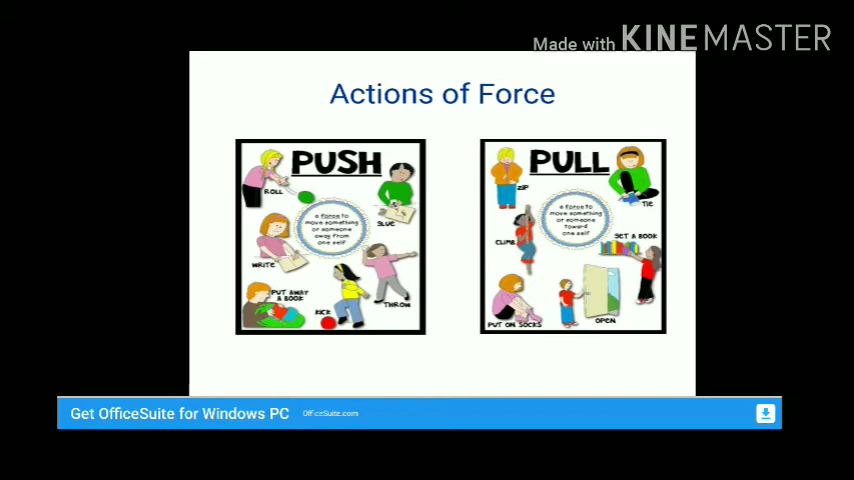 Made with KINEMASTER
Actions of Force
PUSH
ROLL
GLUE
a force to
move something
or someone
away from
one self
WRITE
PUT AWAY
A BOOK
KICK
THROW
PULL
ZIP
TIE
a force to
move something
or someone
toward
one self
CLIMB
GET A BOOK
PUT ON SOCKS
OPEN
Get OfficeSuite for Windows PC OfficeSuite.com